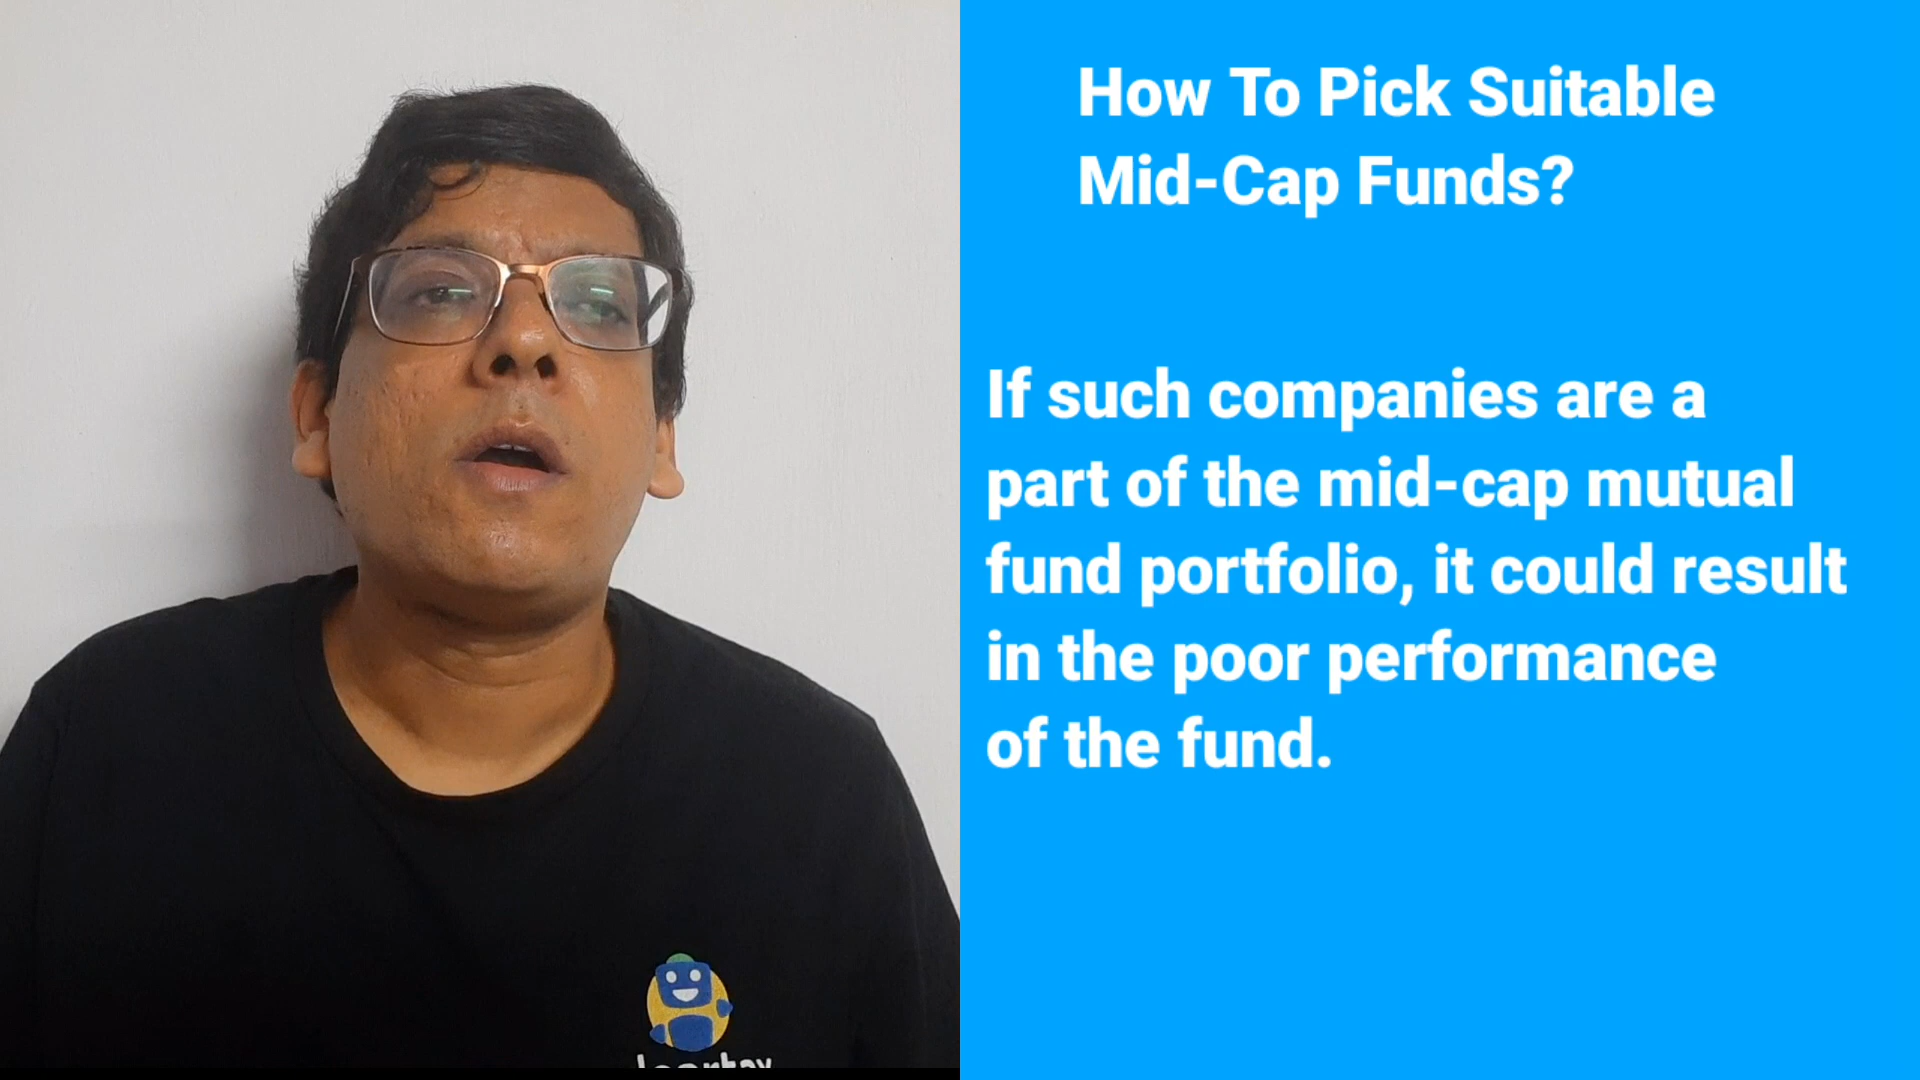 How To Pick Suitable
Mid-Cap Funds?
If such companies are a
part of the mid-cap mutual
fund portfolio, it could result
in the poor performance
of the fund.